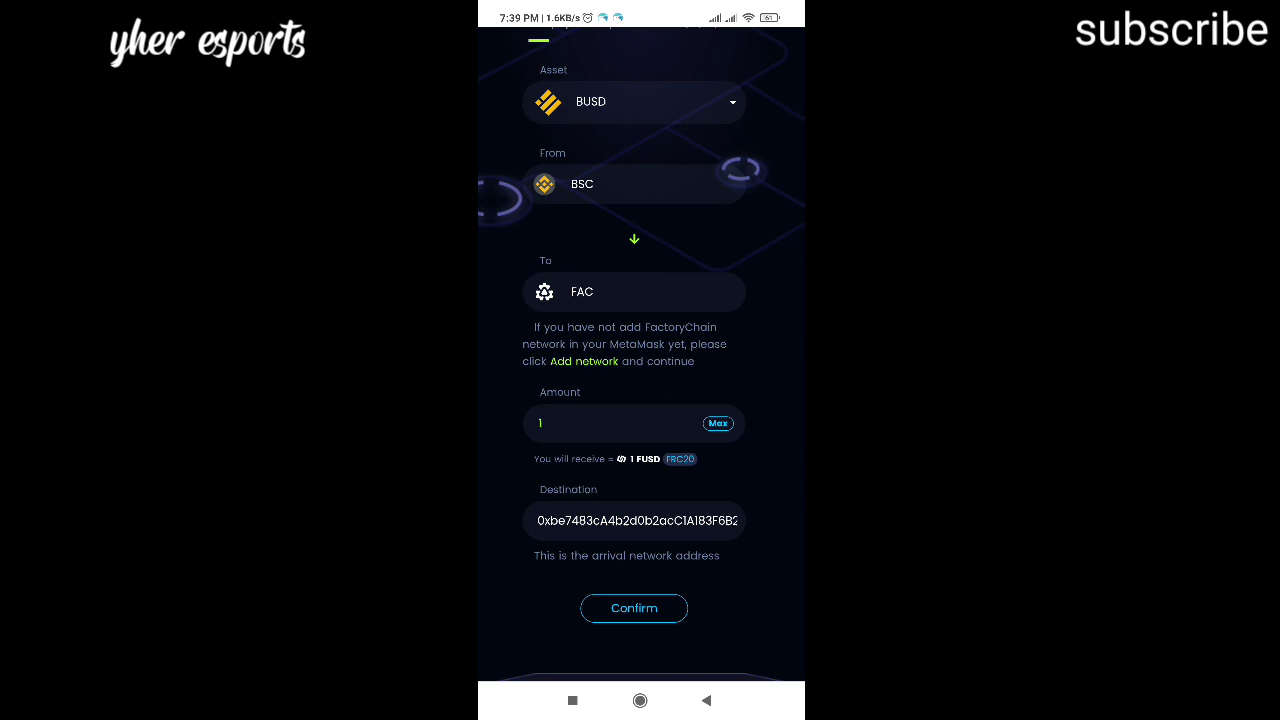 yher esports
subscribe
7:39 PM | 1.6KB/s
61
Asset
BUSD
From
BSC
To
FAC
If you have not add FactoryChain
network in your MetaMask yet, please
click Add network and continue
Amount
1
Max
You will receive ≈ 1 FUSD FRC20
Destination
0xbe7483cA4b2d0b2acC1A183F6B2
This is the arrival network address
Confirm